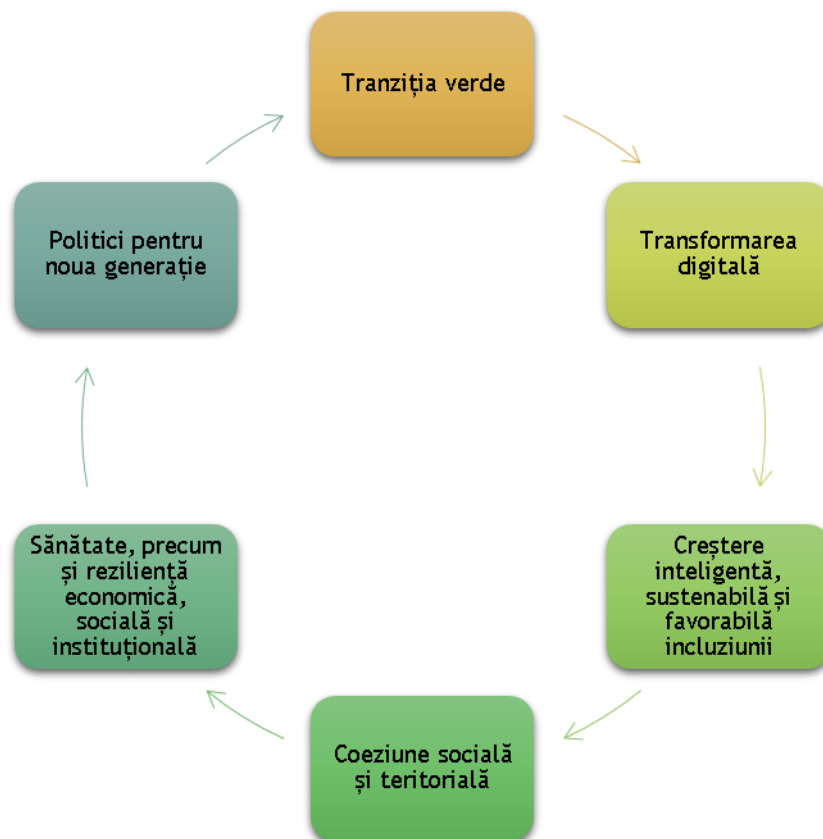 Tranziția verde
Transformarea
digitală
Creștere
inteligentă,
sustenabilă și
favorabilă
incluziunii
Coeziune socială
și teritorială
Sănătate, precum
și reziliență
economică,
socială și
instituțională
Politici pentru
noua generație